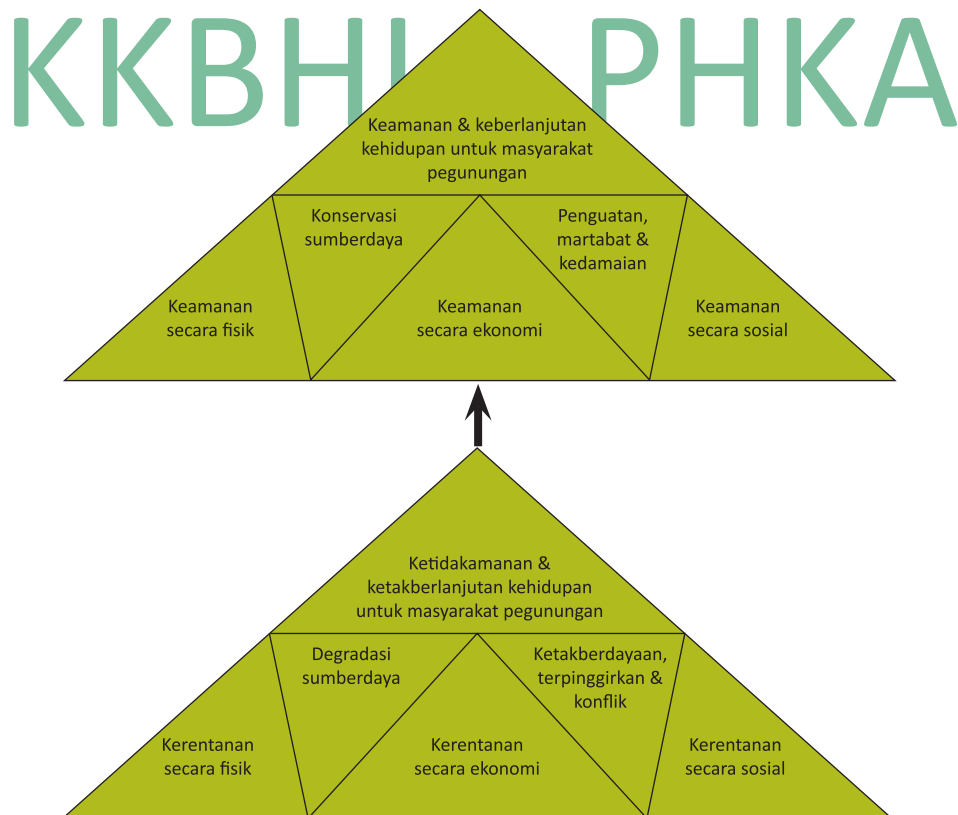 KKBHL PHKA
Keamanan & keberlanjutan
kehidupan untuk masyarakat
pegunungan
Konservasi
sumberdaya
Penguatan,
martabat &
kedamaian
Keamanan
secara fisik
Keamanan
secara ekonomi
Keamanan
secara sosial
Ketidakamanan &
ketakberlanjutan kehidupan
untuk masyarakat pegunungan
Degradasi
sumberdaya
Ketakberdayaan,
terpinggirkan &
konflik
Kerentanan
secara fisik
Kerentanan
secara ekonomi
Kerentanan
secara sosial